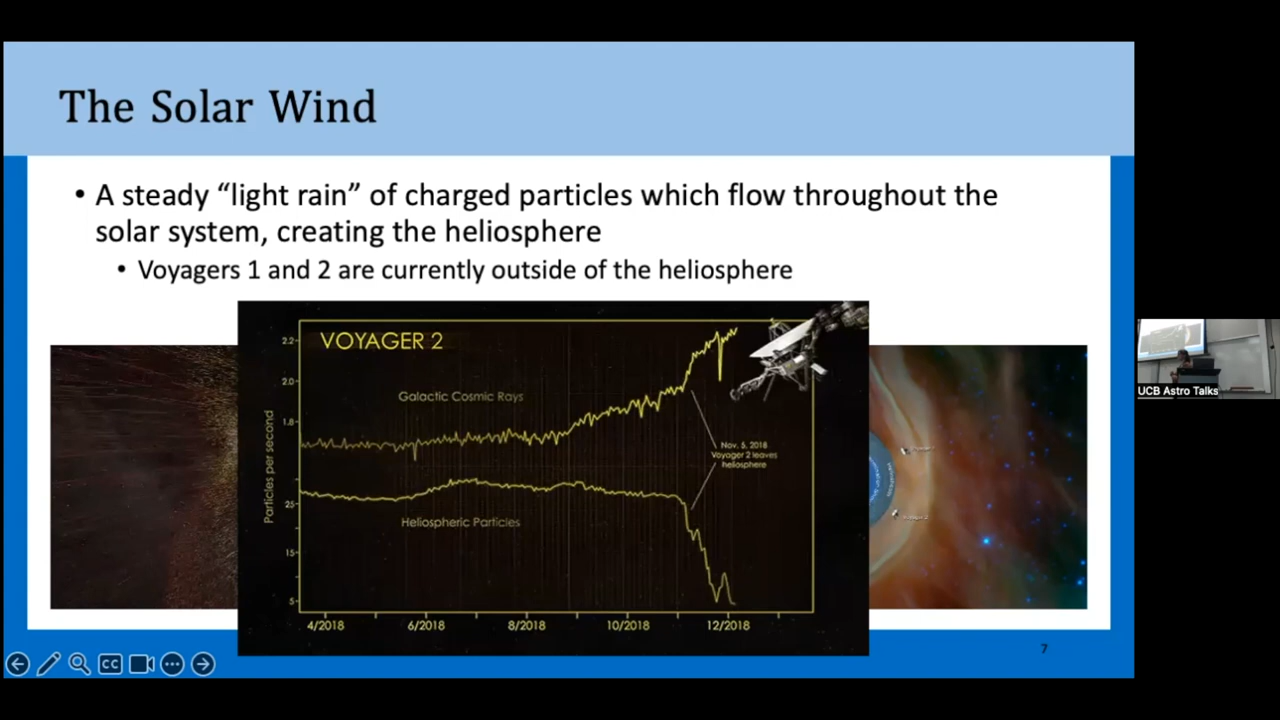 The Solar Wind
• A steady “light rain” of charged particles which flow throughout the
solar system, creating the heliosphere
• Voyagers 1 and 2 are currently outside of the heliosphere
VOYAGER 2
Galactic Cosmic Rays
Heliospheric Particles
Particles per second
2.2
2.0
1.8
25
15
5
Nov. 5, 2018
Voyager 2 leaves
heliosphere
4/2018 6/2018 8/2018 10/2018 12/2018
7
CC
UCB Astro Talks